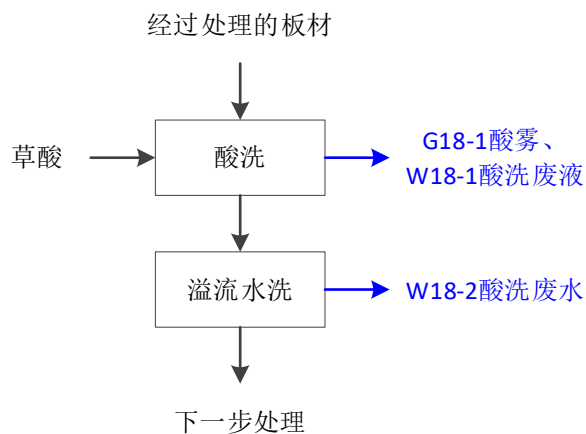 经过处理的板材
草酸
酸洗
G18-1酸雾、
W18-1酸洗废液
溢流水洗
W18-2酸洗废水
下一步处理